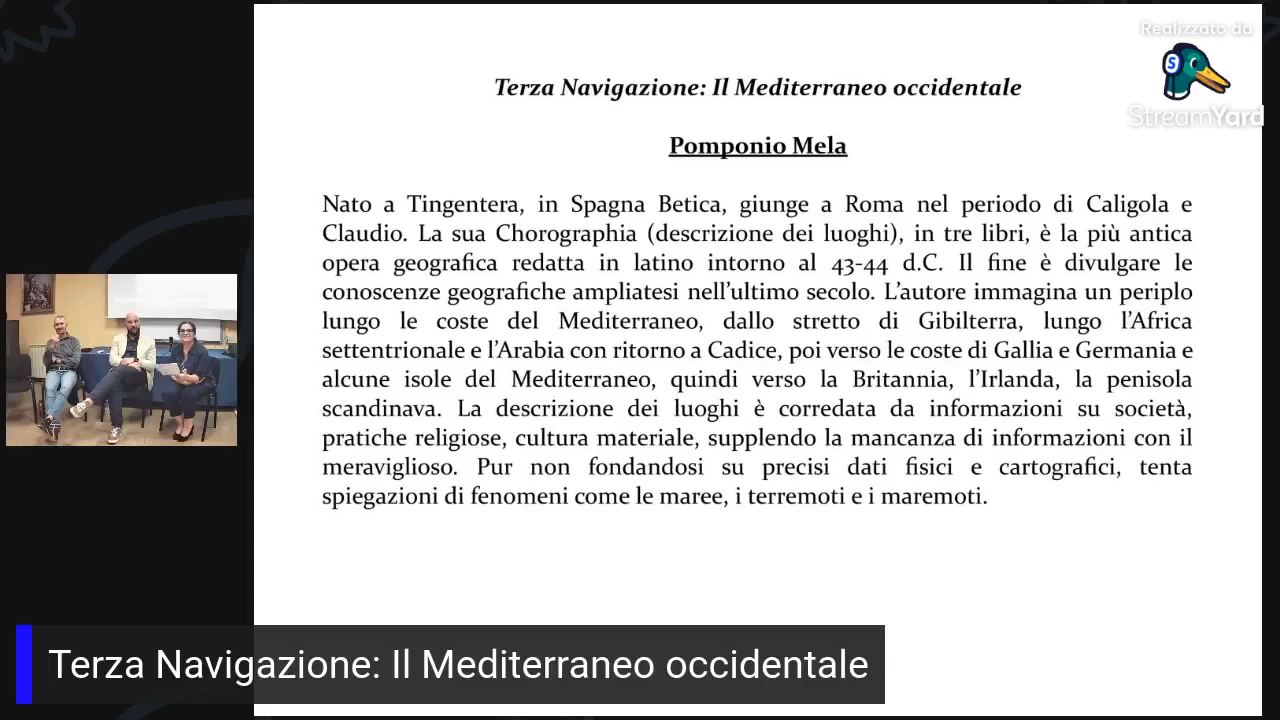 Realizzato da
StreamYard
Terza Navigazione: Il Mediterraneo occidentale
Pomponio Mela
Nato a Tingentera, in Spagna Betica, giunge a Roma nel periodo di Caligola e
Claudio. La sua Chorographia (descrizione dei luoghi), in tre libri, è la più antica
opera geografica redatta in latino intorno al 43-44 d.C. Il fine è divulgare le
conoscenze geografiche ampliatesi nell’ultimo secolo. L’autore immagina un periplo
lungo le coste del Mediterraneo, dallo stretto di Gibilterra, lungo l’Africa
settentrionale e l’Arabia con ritorno a Cadice, poi verso le coste di Gallia e Germania e
alcune isole del Mediterraneo, quindi verso la Britannia, l’Irlanda, la penisola
scandinava. La descrizione dei luoghi è corredata da informazioni su società,
pratiche religiose, cultura materiale, supplendo la mancanza di informazioni con il
meraviglioso. Pur non fondandosi su precisi dati fisici e cartografici, tenta
spiegazioni di fenomeni come le maree, i terremoti e i maremoti.
Terza Navigazione: Il Mediterraneo occidentale